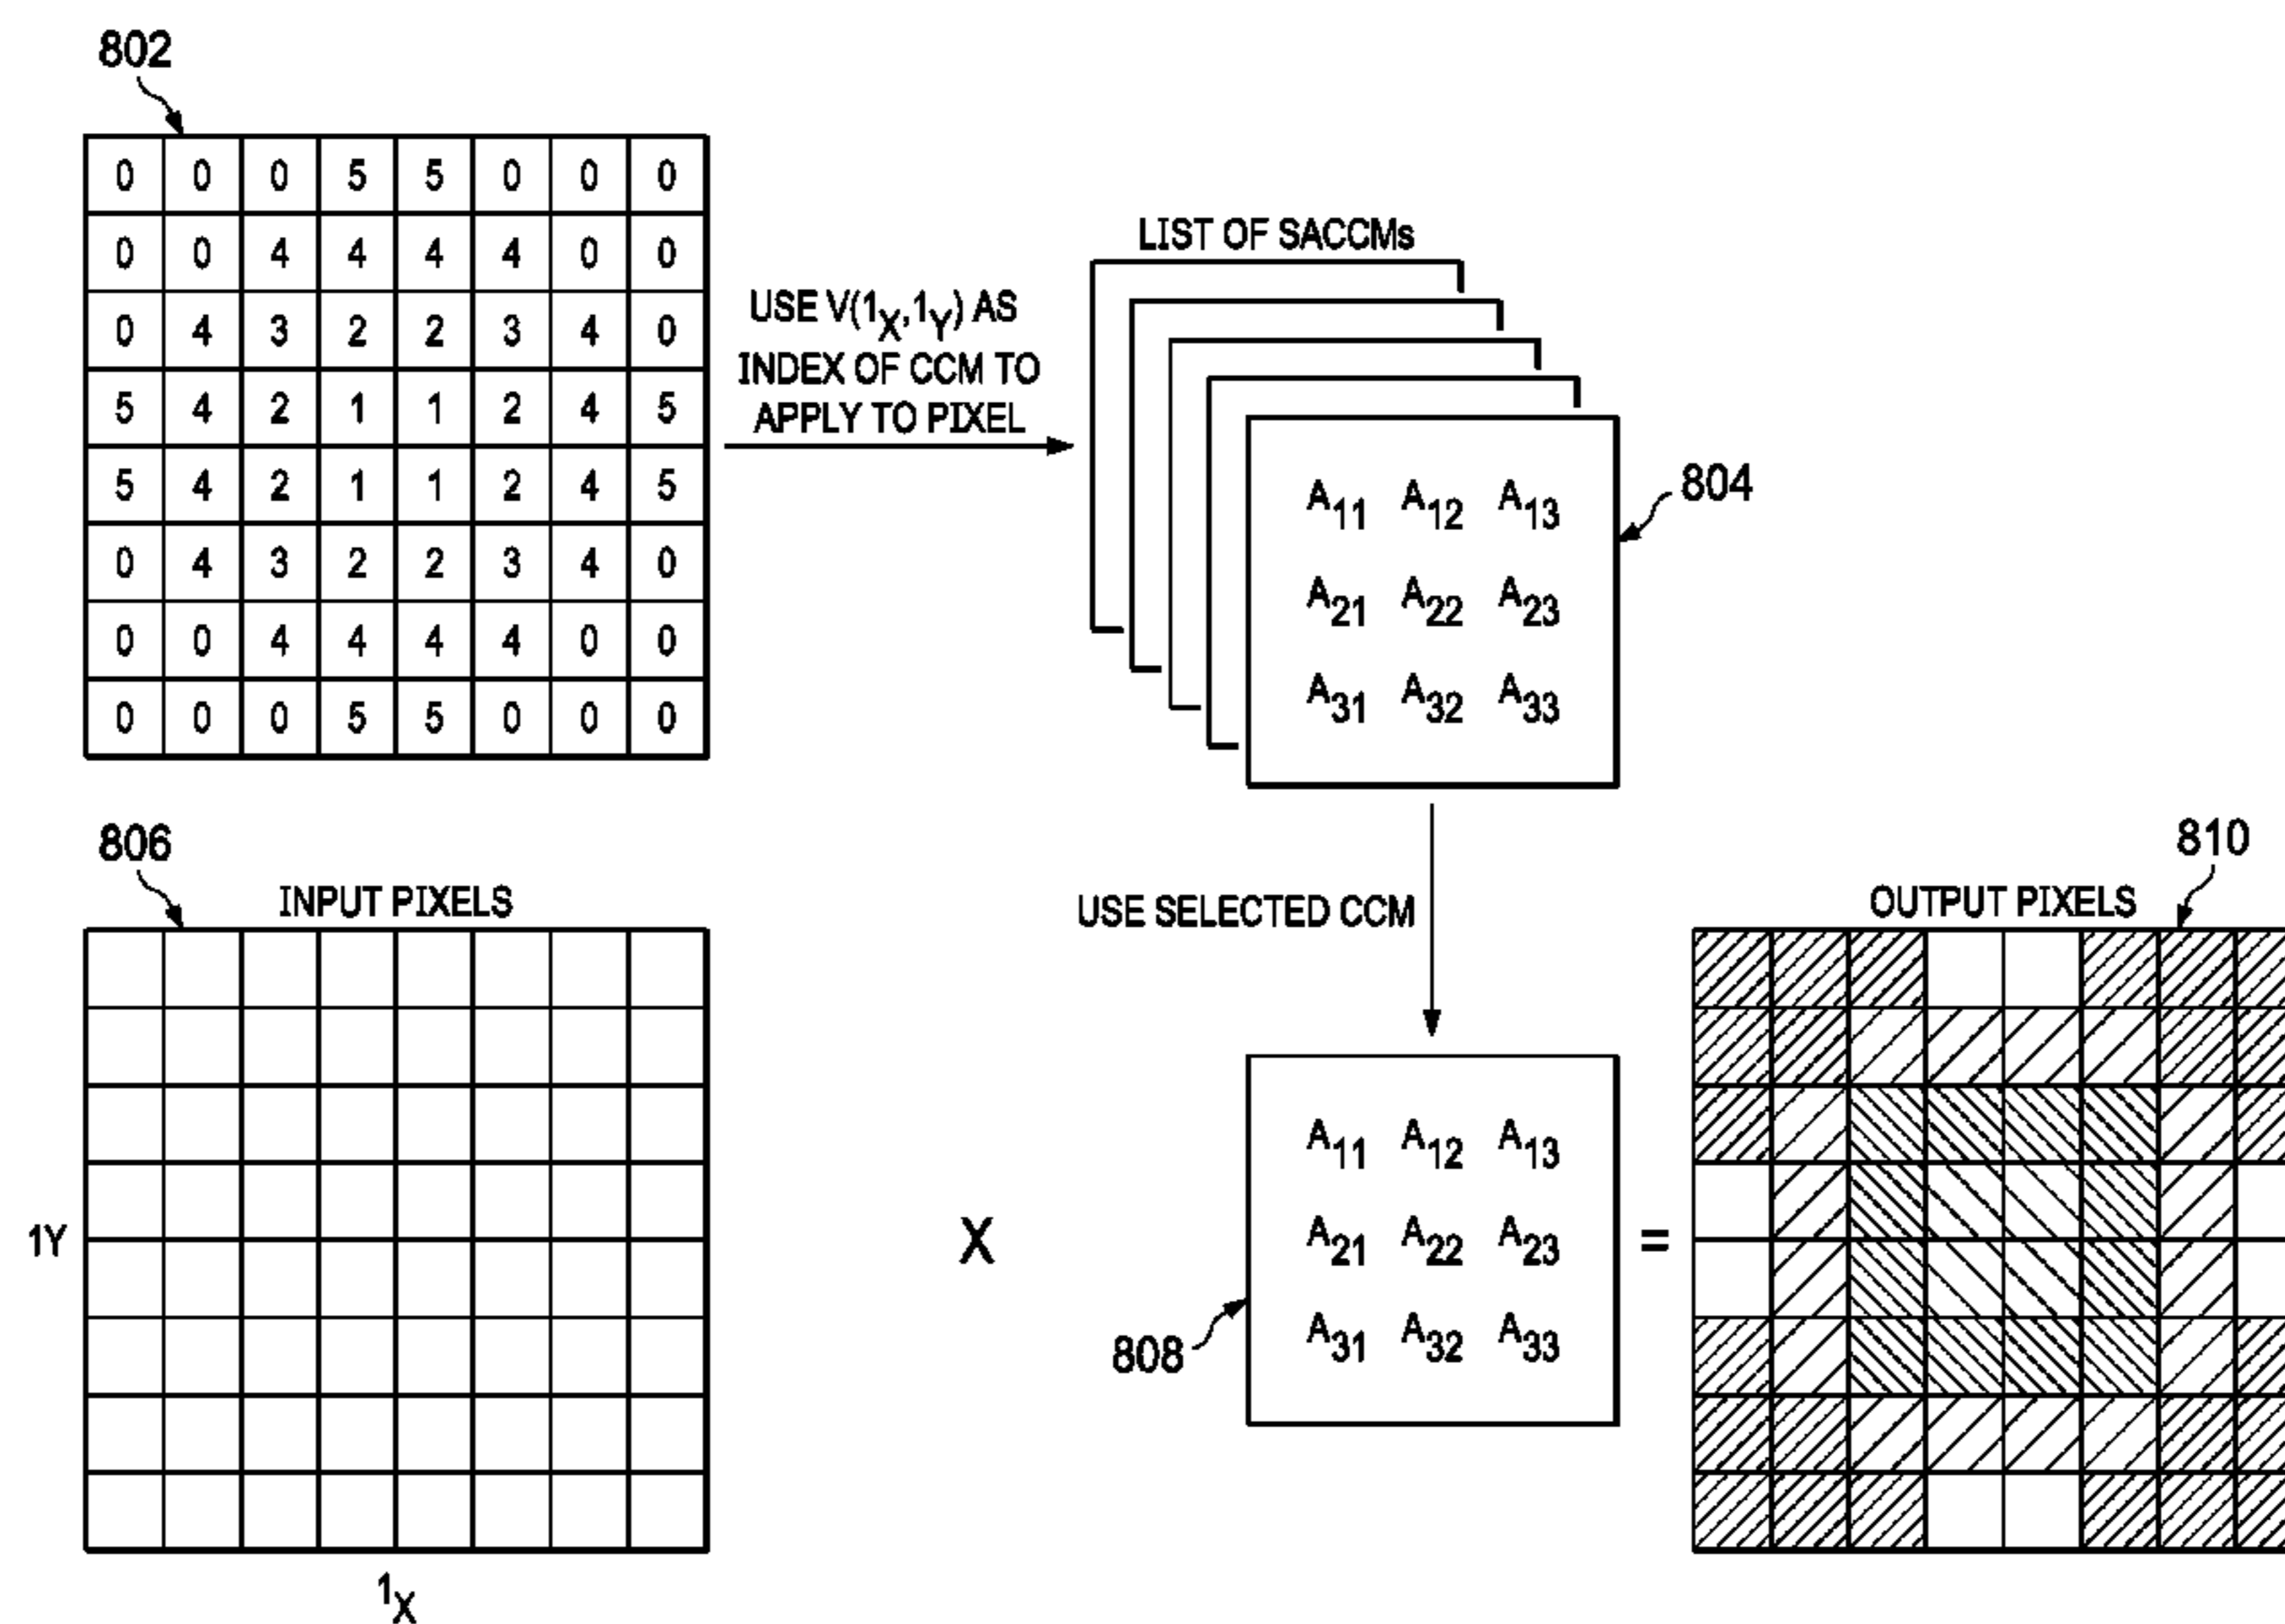 802
0 0 0 5 5 0 0 0
0 0 4 4 4 4 0 0
0 4 3 2 2 3 4 0
5 4 2 1 1 2 4 5
5 4 2 1 1 2 4 5
0 4 3 2 2 3 4 0
0 0 4 4 4 4 0 0
0 0 0 5 5 0 0 0
USE V(1X,1Y) AS
INDEX OF CCM TO
APPLY TO PIXEL
LIST OF SACCMs
A11 A12 A13
A21 A22 A23
A31 A32 A33
804
806
INPUT PIXELS
1Y
1X
X
USE SELECTED CCM
A11 A12 A13
A21 A22 A23
A31 A32 A33
808
=
OUTPUT PIXELS
810